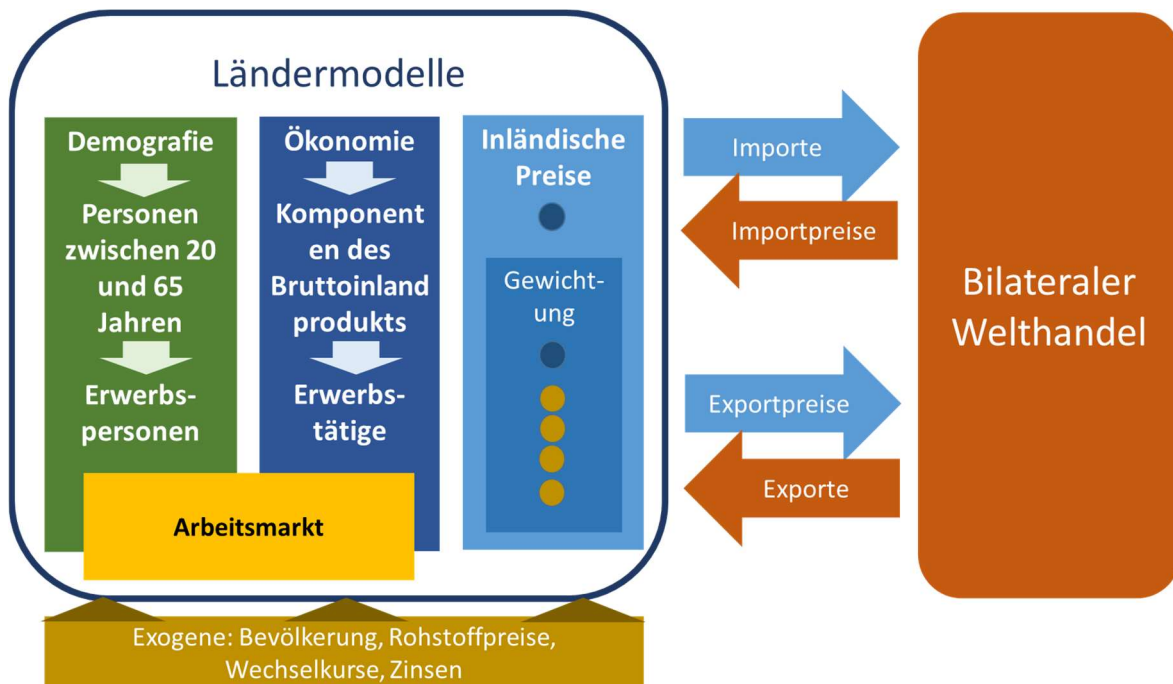 Ländermodelle
Demografie
Personen
zwischen 20
und 65
Jahren
Erwerbs-
personen
Ökonomie
Komponent
en des
Bruttoinland
produkts
Erwerbs-
tätige
Inländische
Preise
Gewicht-
ung
Arbeitsmarkt
Exogene: Bevölkerung, Rohstoffpreise,
Wechselkurse, Zinsen
Importe
Importpreise
Exportpreise
Exporte
Bilateraler
Welthandel